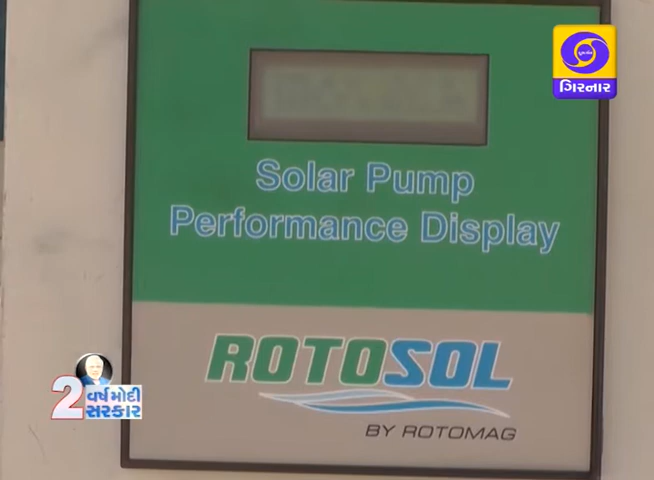 ગિરનાર
Solar Pump
Performance Display
ROTOSOL
BY ROTOMAG
2 વર્ષ મોદી
સરકાર